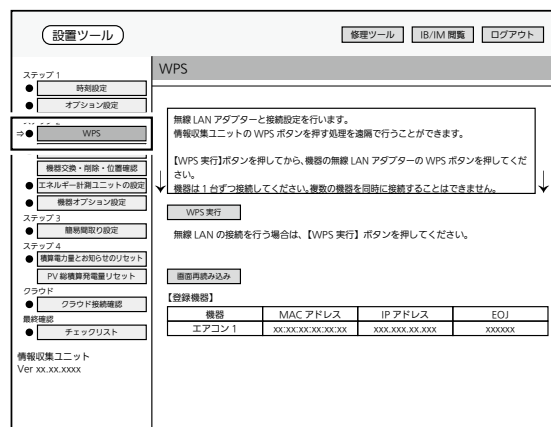 設置ツール
修理ツール
IB/IM 閲覧
ログアウト
ステップ 1
時刻設定
オプション設定
⇒● WPS
機器交換・削除・位置確認
エネルギー計測ユニットの設定
機器オプション設定
ステップ 3
簡易間取り設定
ステップ 4
積算電力量とお知らせのリセット
PV 総積算発電量リセット
クラウド
クラウド接続確認
最終確認
チェックリスト
情報収集ユニット
Ver xx.xx.xxxx
WPS
無線 LAN アダプターと接続設定を行います。
情報収集ユニットの WPS ボタンを押す処理を遠隔で行うことができます。
【WPS 実行】ボタンを押してから、機器の無線 LAN アダプターの WPS ボタンを押してくだ
さい。
機器は 1 台ずつ接続してください。複数の機器を同時に接続することはできません。
WPS 実行
無線 LAN の接続を行う場合は、【WPS 実行】ボタンを押してください。
画面再読み込み
【登録機器】
機器 MAC アドレス IP アドレス EOJ
エアコン 1 xx:xx:xx:xx:xx:xx xxx.xxx.xx.xxx xxxxxx